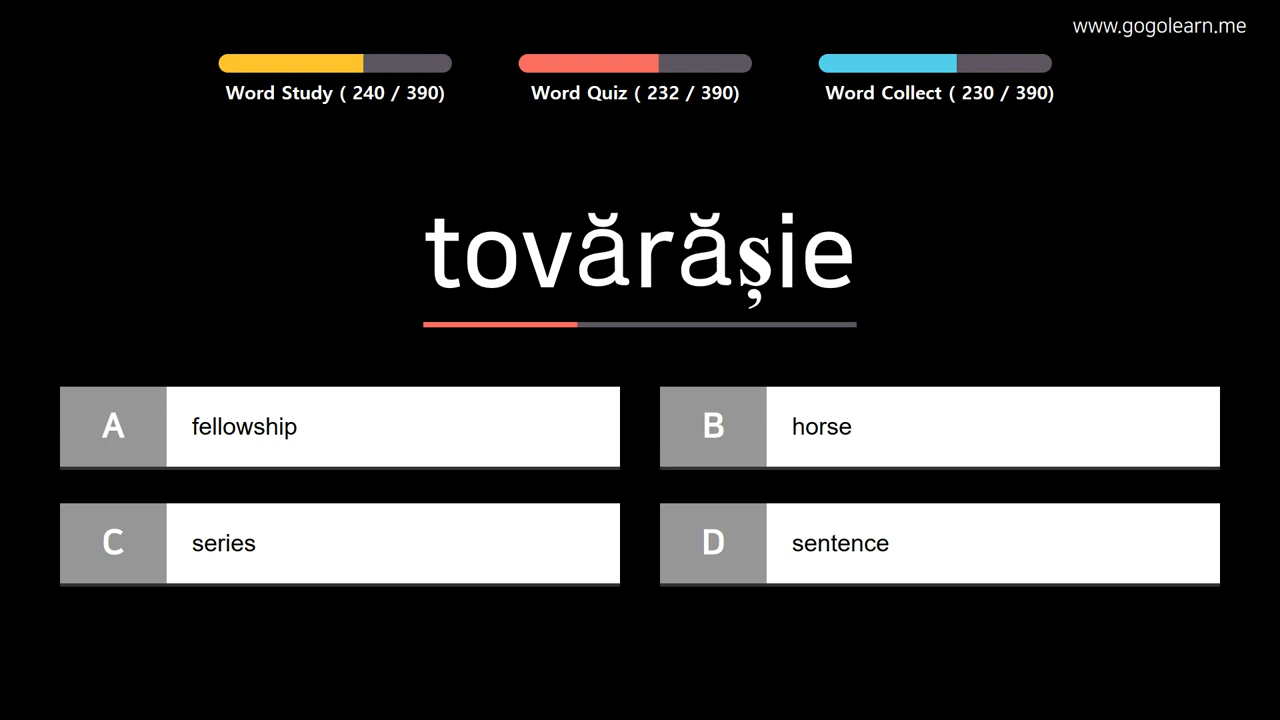 www.gogolearn.me
Word Study ( 240 / 390)
Word Quiz ( 232 / 390)
Word Collect ( 230 / 390)
tovărășie
A fellowship
B horse
C series
D sentence